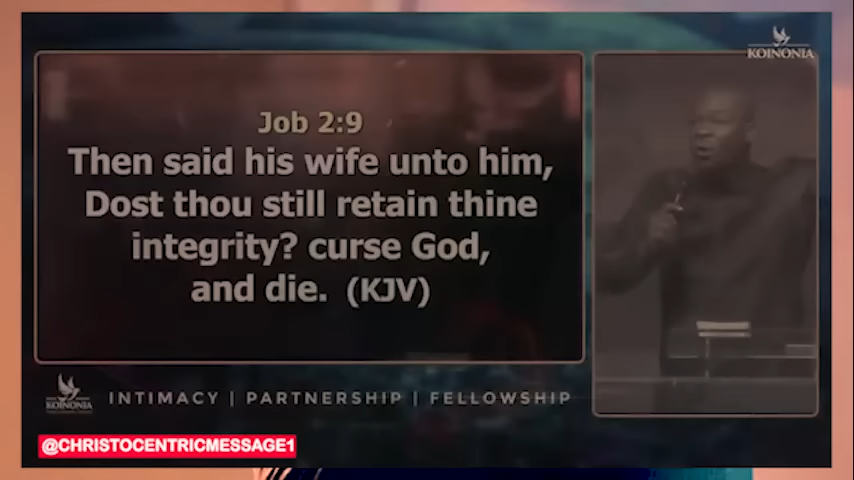 KOINONIA
Job 2:9
Then said his wife unto him,
Dost thou still retain thine
integrity? curse God,
and die. (KJV)
KOINONIA
INTIMACY | PARTNERSHIP | FELLOWSHIP
@CHRISTOCENTRICMESSAGE1